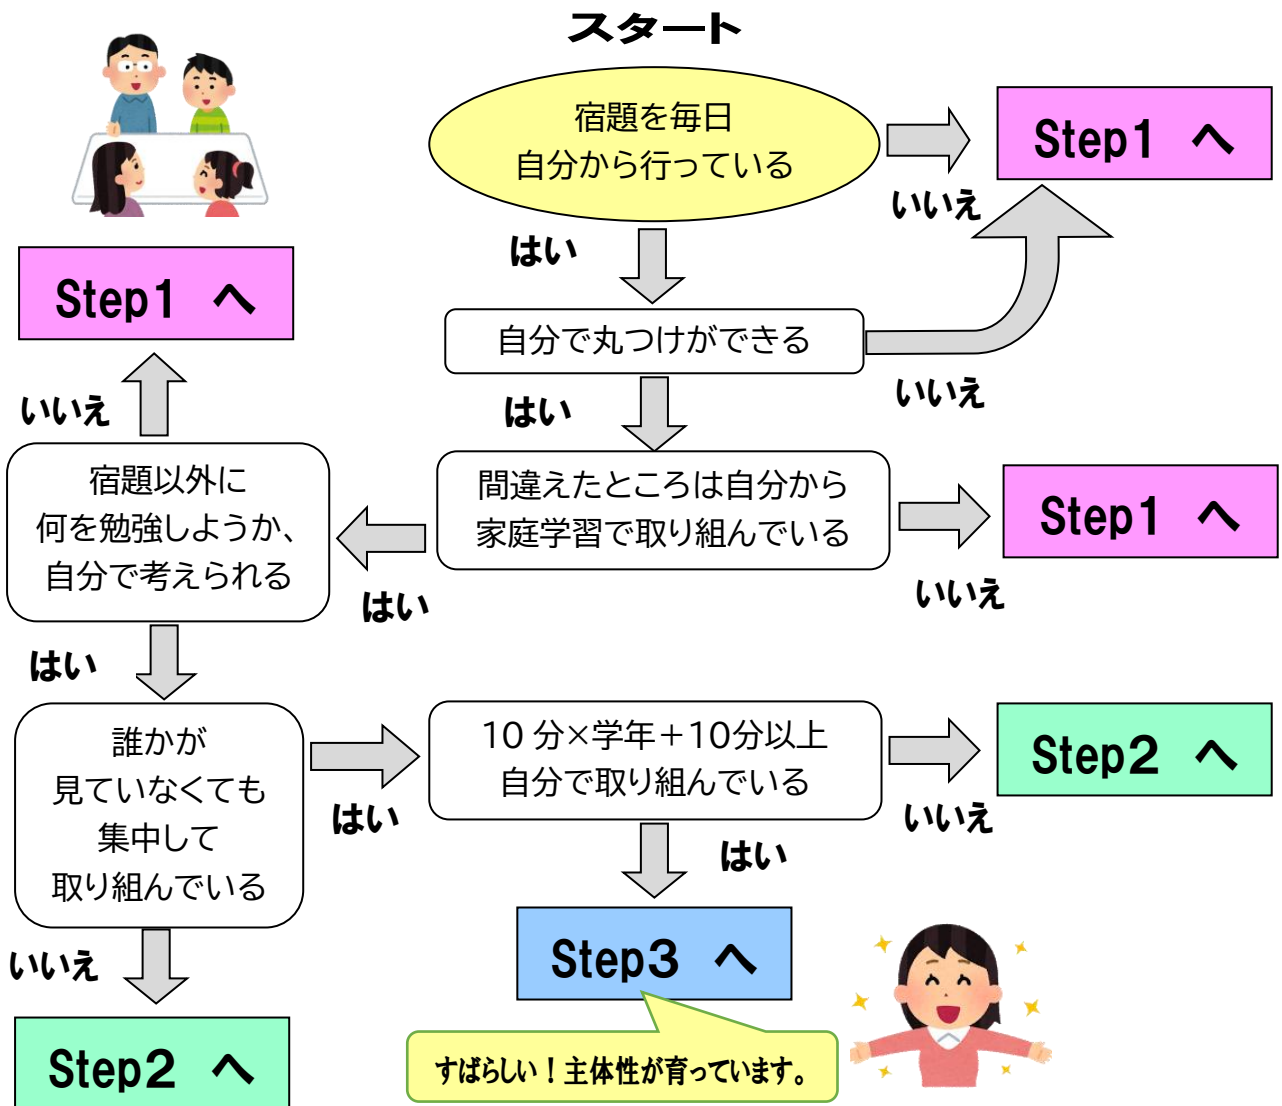 スタート
宿題を毎日
自分から行っている
いいえ
Step1 へ
はい
自分で丸つけができる
いいえ
はい
間違えたところは自分から
家庭学習で取り組んでいる
いいえ
Step1 へ
はい
宿題以外に
何を勉強しようか、
自分で考えられる
いいえ
Step1 へ
はい
誰かが
見ていなくても
集中して
取り組んでいる
いいえ
Step2 へ
はい
10 分×学年+10分以上
自分で取り組んでいる
いいえ
Step2 へ
はい
Step3 へ
すばらしい!主体性が育っています。